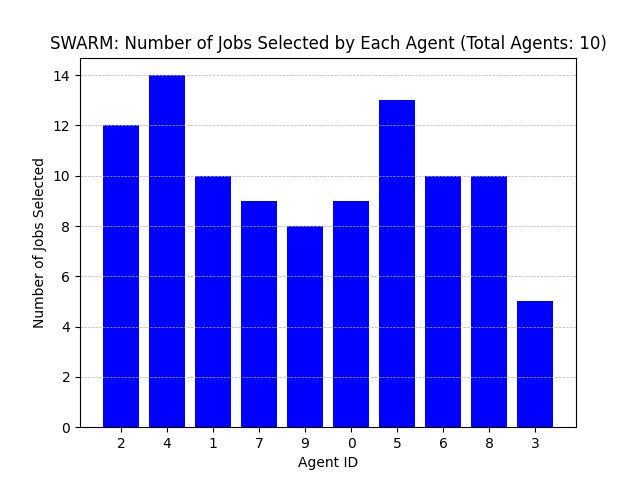 SWARM: Number of Jobs Selected by Each Agent (Total Agents: 10)
14
12
10
8
6
4
2
0
Number of Jobs Selected
2 4 1 7 9 0 5 6 8 3
Agent ID